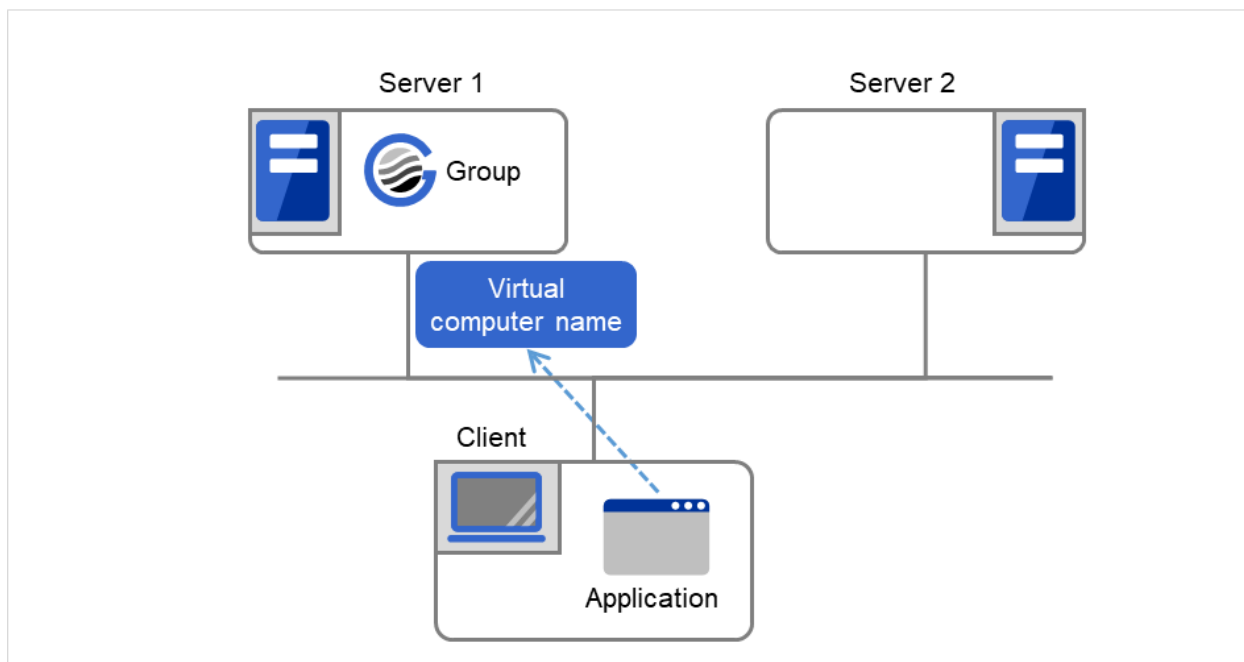 Server 1
Server 2
Group
Virtual
computer name
Client
Application